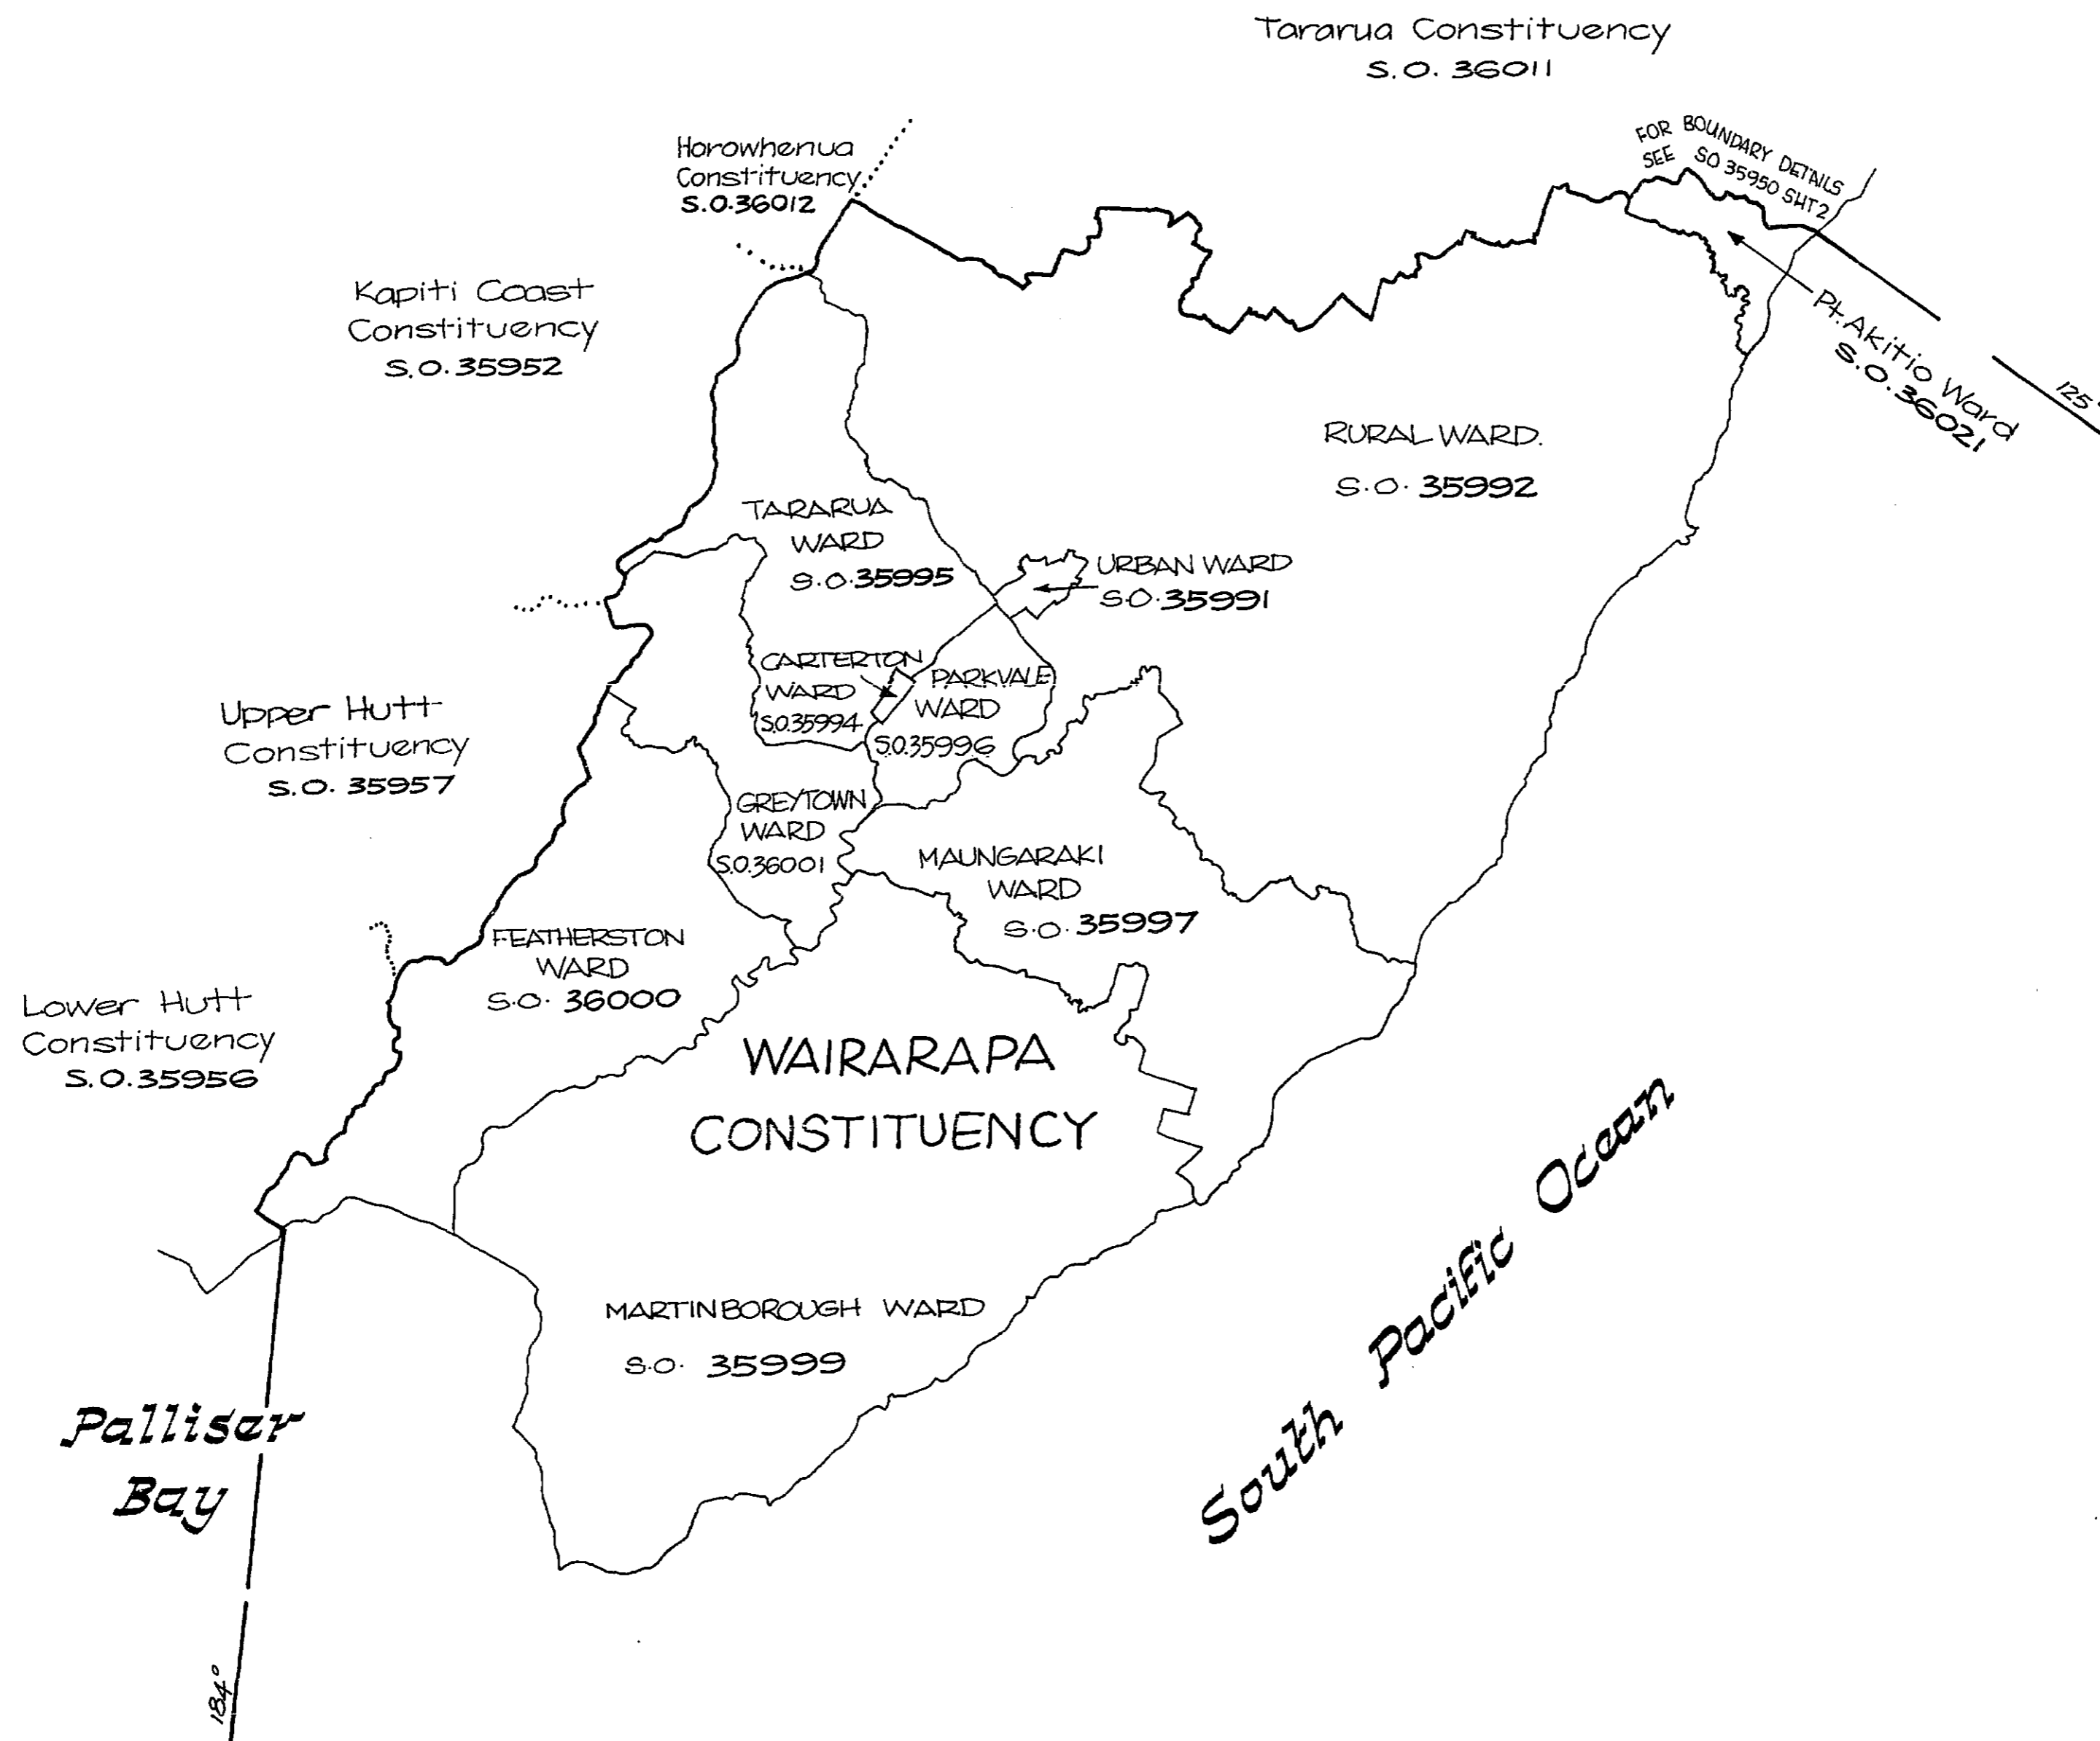 Tararua Constituency
S.O. 36011
Horowhenua
Constituency
S.O.36012
FOR BOUNDARY DETAILS
SEE SO 35950 SHT2
Kapiti Coast
Constituency
S.O.35952
Pt.Akitio Ward
S.O.36021
125°
RURAL WARD.
S.O. 35992
TARARUA
WARD
S.O.35995
URBAN WARD
S.O.35991
CARTERTON
WARD
S.O.35994
PARKVALE
WARD
S.O.35996
Upper Hutt
Constituency
S.O. 35957
GREYTOWN
WARD
S.O.36001
MAUNGARAKI
WARD
S.O. 35997
FEATHERSTON
WARD
S.O. 36000
Lower Hutt
Constituency
S.O.35956
WAIRARAPA
CONSTITUENCY
South Pacific Ocean
MARTINBOROUGH WARD
S.O. 35999
Palliser
Bay
184°